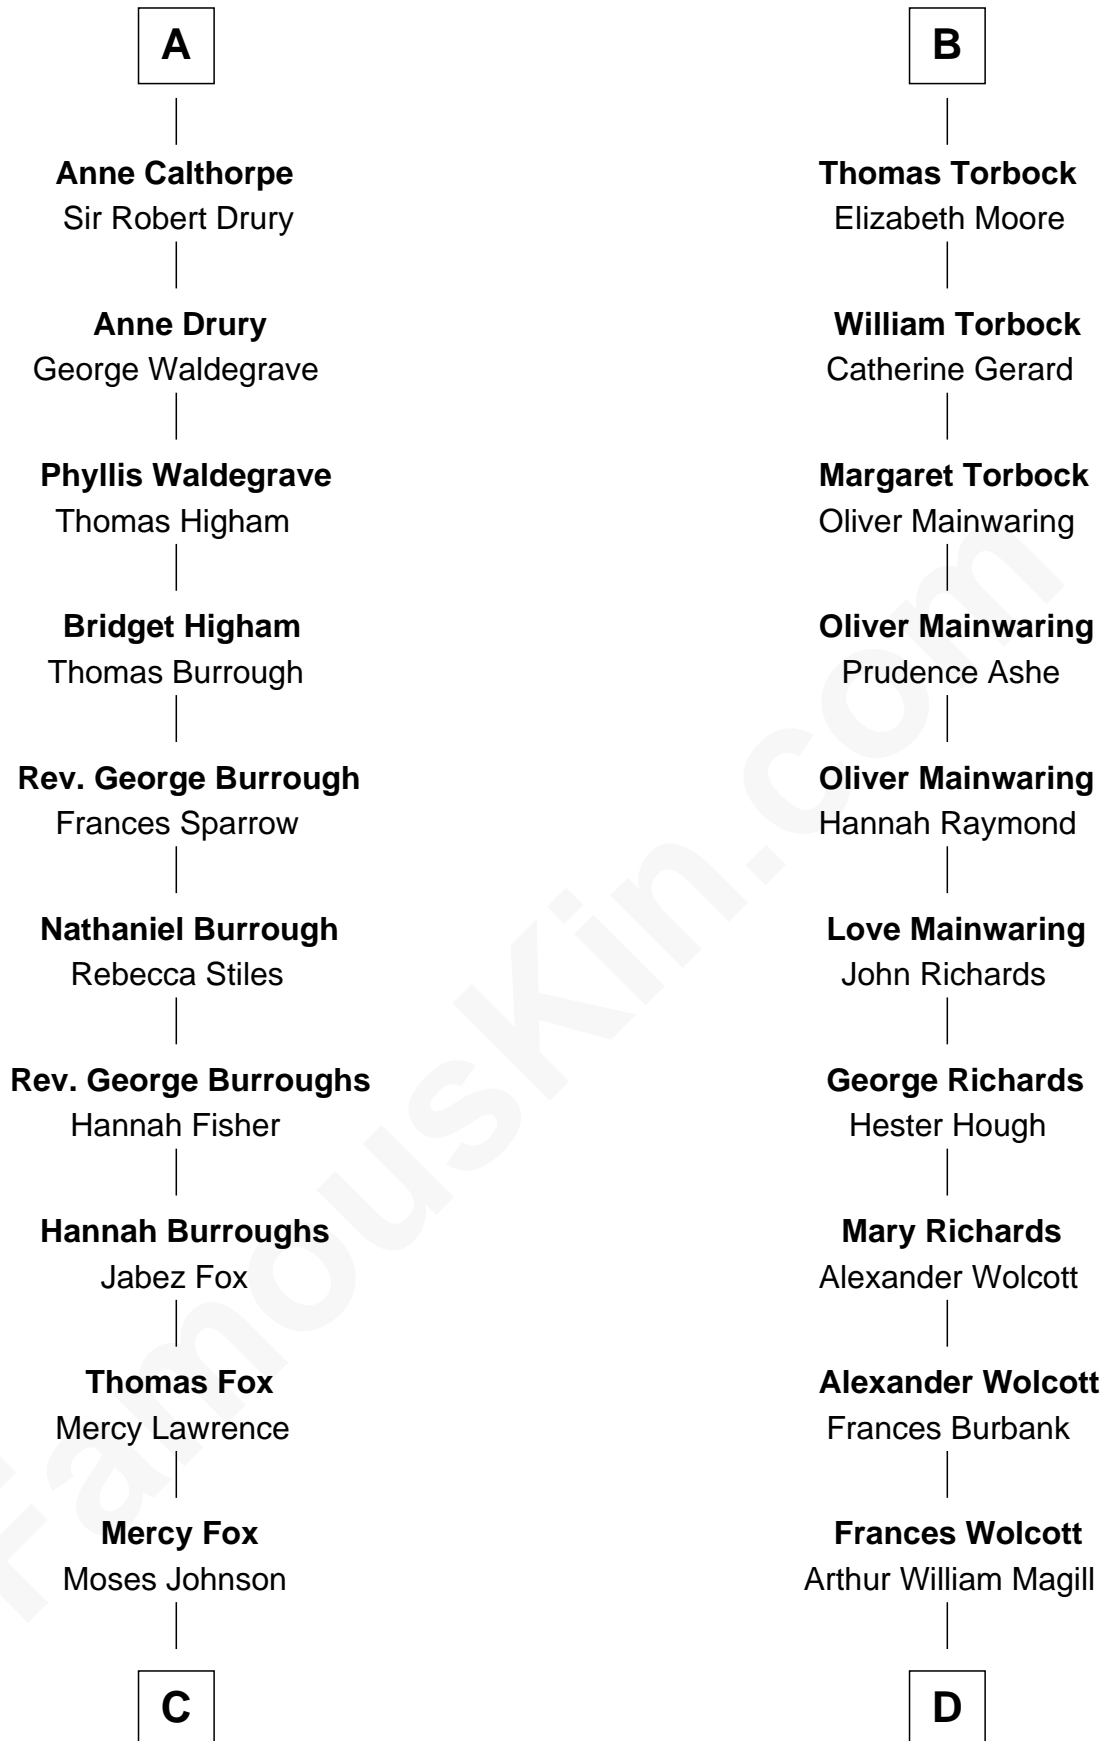 A
Anne Calthorpe
Sir Robert Drury
Anne Drury
George Waldegrave
Phyllis Waldegrave
Thomas Higham
Bridget Higham
Thomas Burrough
Rev. George Burrough
Frances Sparrow
Nathaniel Burrough
Rebecca Stiles
Rev. George Burroughs
Hannah Fisher
Hannah Burroughs
Jabez Fox
Thomas Fox
Mercy Lawrence
Mercy Fox
Moses Johnson
C
B
Thomas Torbock
Elizabeth Moore
William Torbock
Catherine Gerard
Margaret Torbock
Oliver Mainwaring
Oliver Mainwaring
Prudence Ashe
Oliver Mainwaring
Hannah Raymond
Love Mainwaring
John Richards
George Richards
Hester Hough
Mary Richards
Alexander Wolcott
Alexander Wolcott
Frances Burbank
Frances Wolcott
Arthur William Magill
D
FamousKin.com